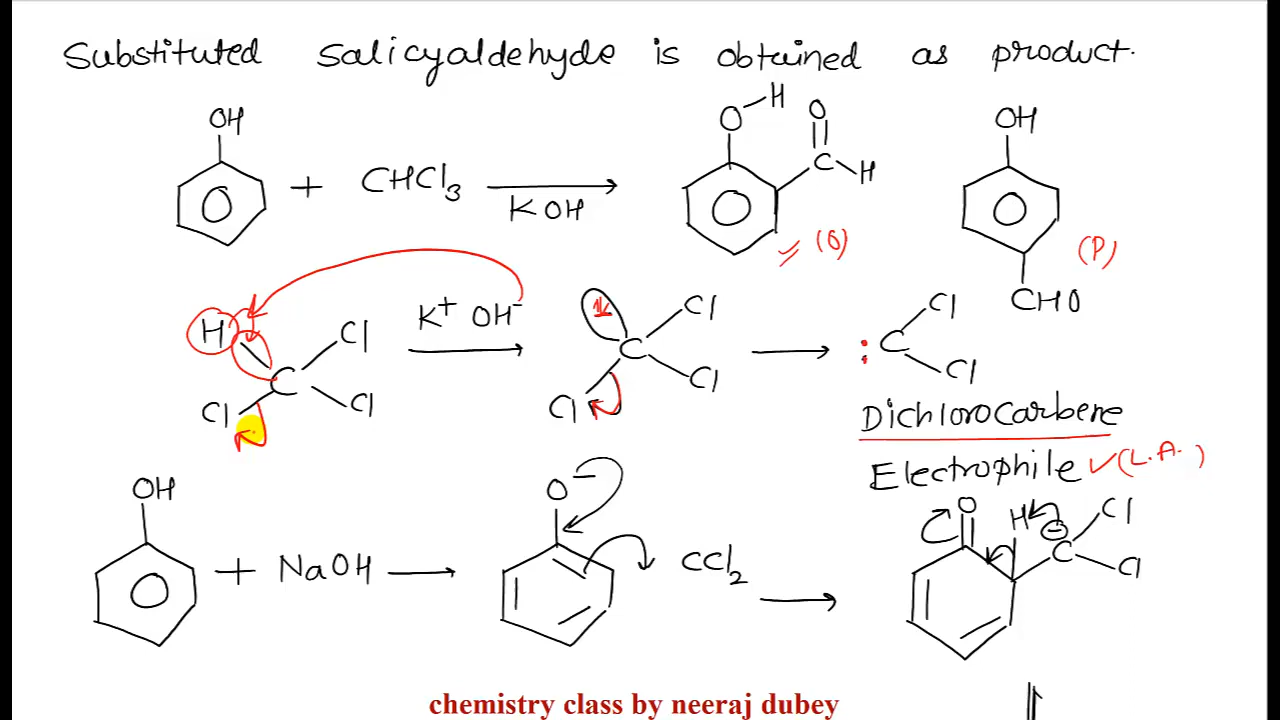 Substituted salicyaldehyde is obtained as product.
OH + CHCl3 KOH O H O C H (O) OH CHO (P)
H Cl C Cl Cl K+ OH- Cl C Cl Cl : C Cl Cl
Dichlorocarbene
Electrophile ✓(L.A.)
OH + NaOH O- CCl2 O H ⊖ C Cl Cl
chemistry class by neeraj dubey